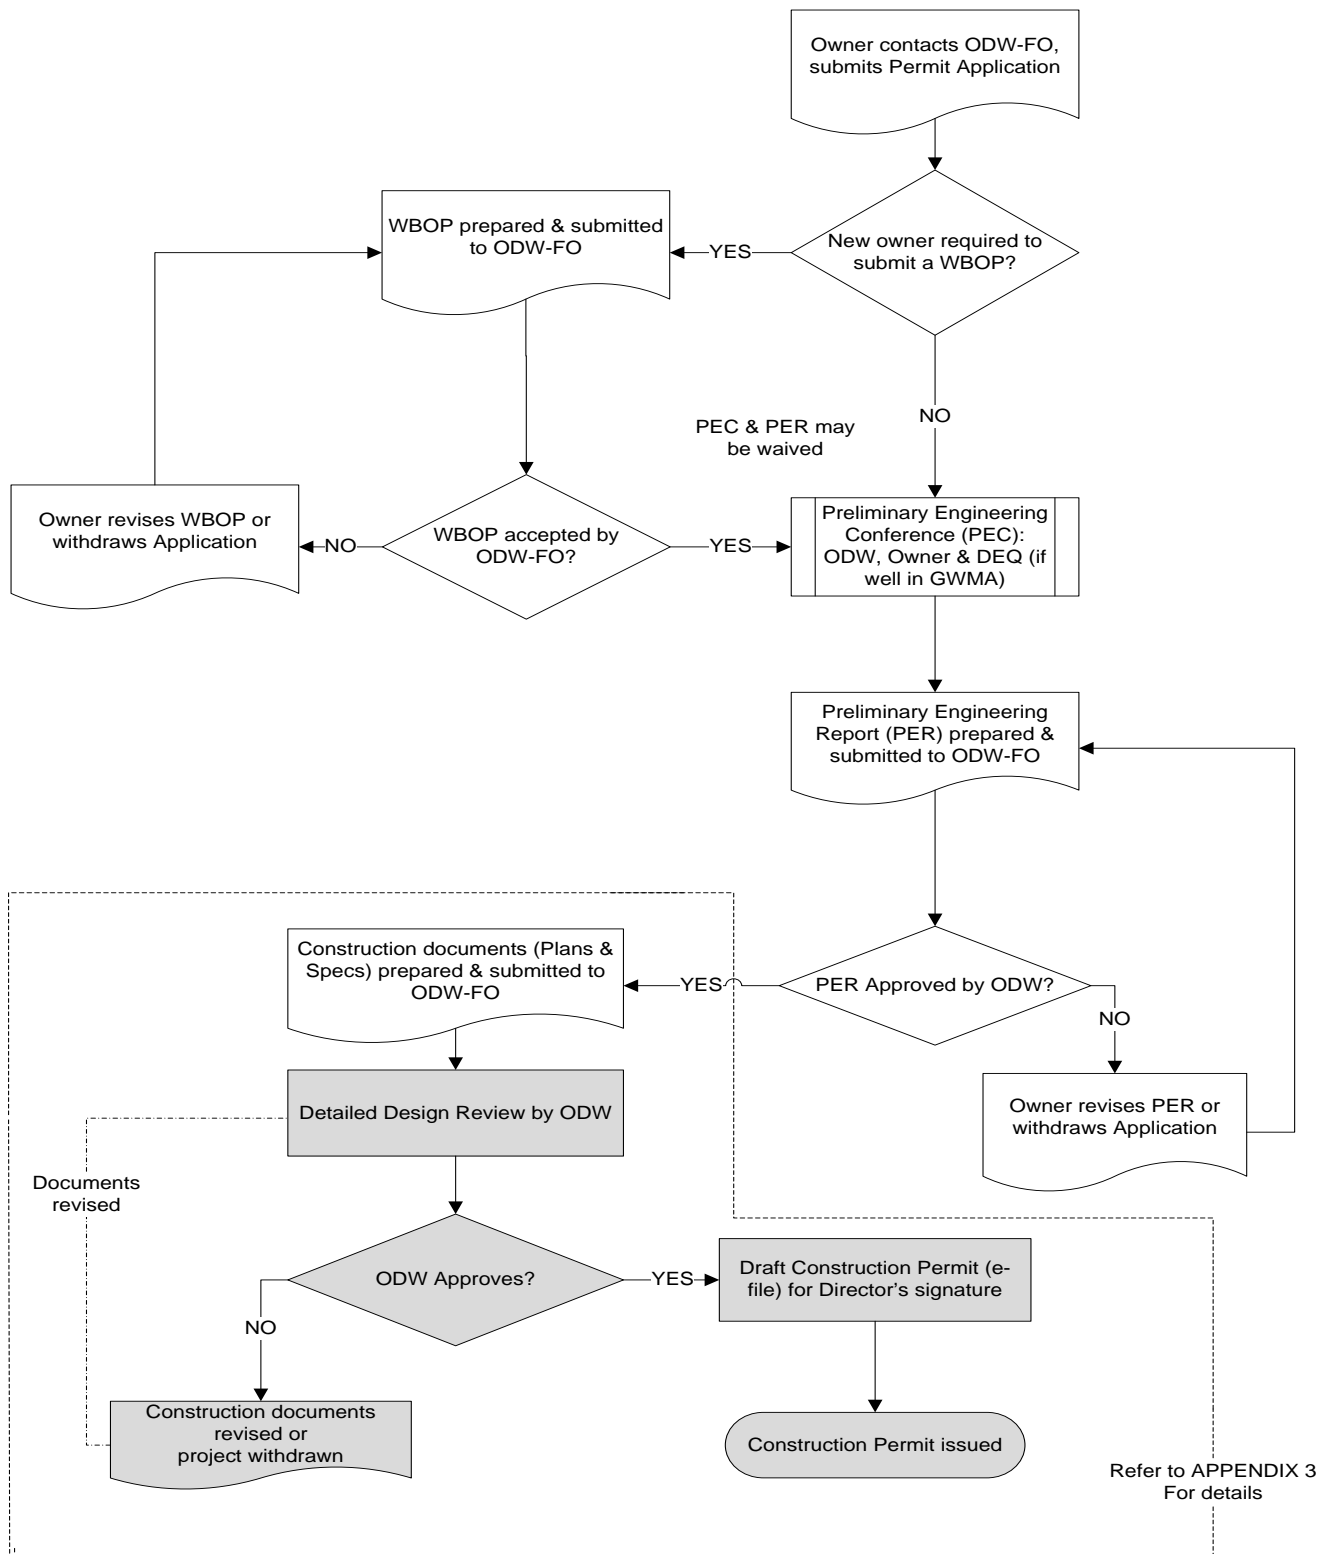 Owner contacts ODW-FO,
submits Permit Application
WBOP prepared & submitted
to ODW-FO
YES
New owner required to
submit a WBOP?
NO
PEC & PER may
be waived
Owner revises WBOP or
withdraws Application
NO
WBOP accepted by
ODW-FO?
YES
Preliminary Engineering
Conference (PEC):
ODW, Owner & DEQ (if
well in GWMA)
Preliminary Engineering
Report (PER) prepared &
submitted to ODW-FO
Construction documents (Plans &
Specs) prepared & submitted to
ODW-FO
YES
PER Approved by ODW?
NO
Owner revises PER or
withdraws Application
Detailed Design Review by ODW
Documents
revised
ODW Approves?
YES
Draft Construction Permit (e-
file) for Director's signature
NO
Construction documents
revised or
project withdrawn
Construction Permit issued
Refer to APPENDIX 3
For details